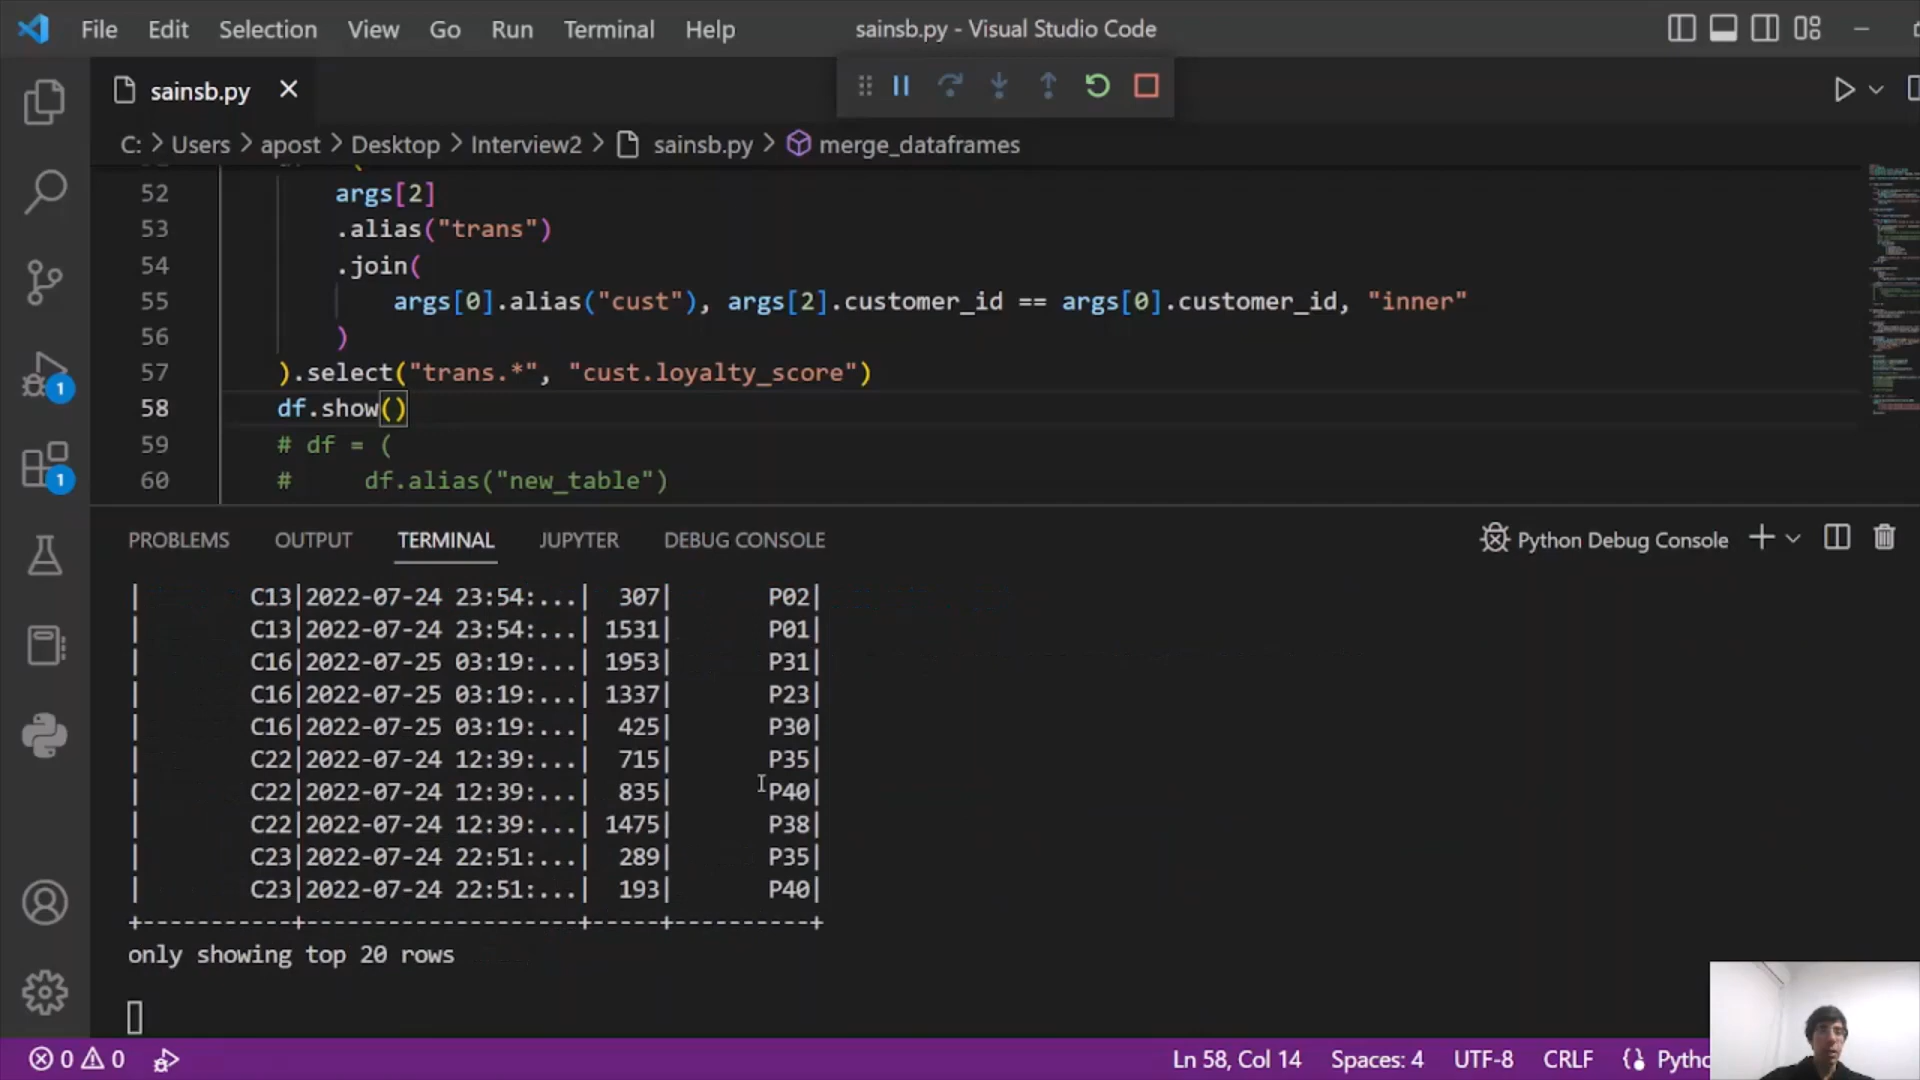 File Edit Selection View Go Run Terminal Help sainsb.py - Visual Studio Code
sainsb.py
C: > Users > apost > Desktop > Interview2 > sainsb.py > merge_dataframes
52 args[2]
53 .alias("trans")
54 .join(
55 args[0].alias("cust"), args[2].customer_id == args[0].customer_id, "inner"
56 )
57 ).select("trans.*", "cust.loyalty_score")
58 df.show()
59 # df = (
60 # df.alias("new_table")
PROBLEMS OUTPUT TERMINAL JUPYTER DEBUG CONSOLE Python Debug Console
1
1
| C13|2022-07-24 23:54:...| 307| P02|
| C13|2022-07-24 23:54:...| 1531| P01|
| C16|2022-07-25 03:19:...| 1953| P31|
| C16|2022-07-25 03:19:...| 1337| P23|
| C16|2022-07-25 03:19:...| 425| P30|
| C22|2022-07-24 12:39:...| 715| P35|
| C22|2022-07-24 12:39:...| 835| P40|
| C22|2022-07-24 12:39:...| 1475| P38|
| C23|2022-07-24 22:51:...| 289| P35|
| C23|2022-07-24 22:51:...| 193| P40|
+-----------+--------------------+-----+----------+
only showing top 20 rows
0 0 Ln 58, Col 14 Spaces: 4 UTF-8 CRLF